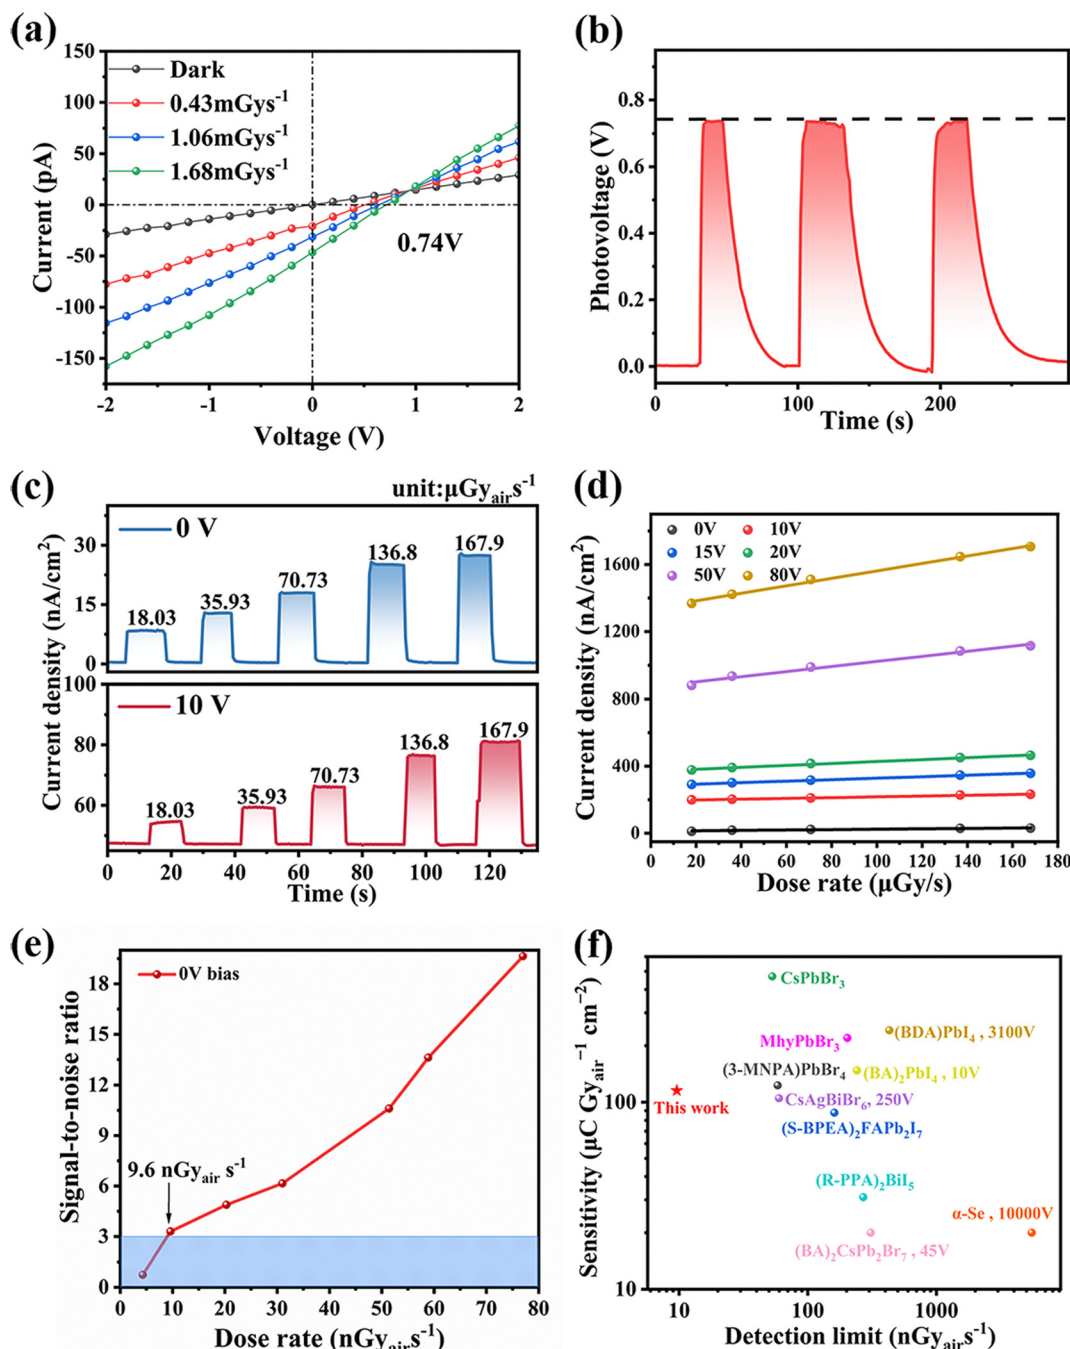 (a)
150
100
50
0
-50
-100
-150
Current (pA)
Dark
0.43mGys⁻¹
1.06mGys⁻¹
1.68mGys⁻¹
0.74V
-2 -1 0 1 2
Voltage (V)
(b)
0.8
0.6
0.4
0.2
0.0
Photovoltage (V)
0 100 200
Time (s)
(c)
unit:μGyₐᵢᵣs⁻¹
Current density (nA/cm²)
30
15
0
0 V
18.03 35.93 70.73 136.8 167.9
100
80
60
10 V
18.03 35.93 70.73 136.8 167.9
0 20 40 60 80 100 120
Time (s)
(d)
1600
1200
800
400
0
Current density (nA/cm²)
0V 10V
15V 20V
50V 80V
0 20 40 60 80 100 120 140 160 180
Dose rate (μGy/s)
(e)
18
15
12
9
6
3
0
Signal-to-noise ratio
0V bias
9.6 nGyₐᵢᵣ s⁻¹
0 10 20 30 40 50 60 70 80
Dose rate (nGyₐᵢᵣs⁻¹)
(f)
100
10
Sensitivity (μC Gyₐᵢᵣ⁻¹ cm⁻²)
CsPbBr₃
MhyPbBr₃
(BDA)PbI₄ , 3100V
(3-MNPA)PbBr₄
(BA)₂PbI₄ , 10V
This work
CsAgBiBr₆, 250V
(S-BPEA)₂FAPb₂I₇
(R-PPA)₂BiI₅
α-Se , 10000V
(BA)₂CsPb₂Br₇ , 45V
10 100 1000
Detection limit (nGyₐᵢᵣs⁻¹)